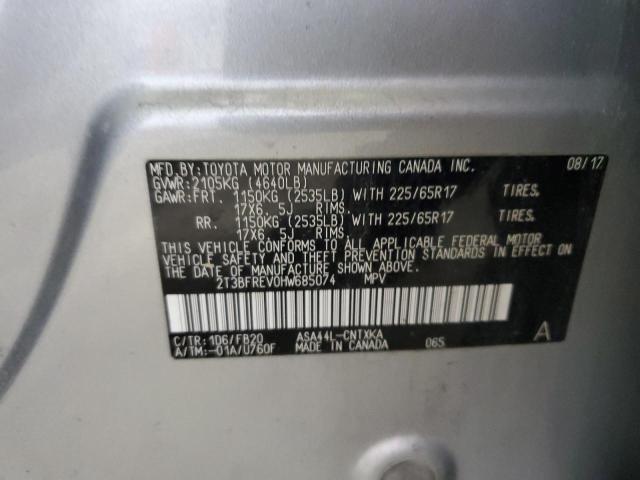 MFD.BY:TOYOTA MOTOR MANUFACTURING CANADA INC. 08/17
GVWR:2105KG (4640LB)
GAWR:FRT. 1150KG (2535LB) WITH 225/65R17 TIRES,
17X6. 5J RIMS,
RR. 1150KG (2535LB) WITH 225/65R17 TIRES,
17X6. 5J RIMS,
THIS VEHICLE CONFORMS TO ALL APPLICABLE FEDERAL MOTOR
VEHICLE SAFETY AND THEFT PREVENTION STANDARDS IN EFFECT ON
THE DATE OF MANUFACTURE SHOWN ABOVE.
2T3BFREV0HW685074 MPV
C/TR:1D6/FB20 ASA44L-CNTXKA 065 A
A/TM:-01A/U760F MADE IN CANADA